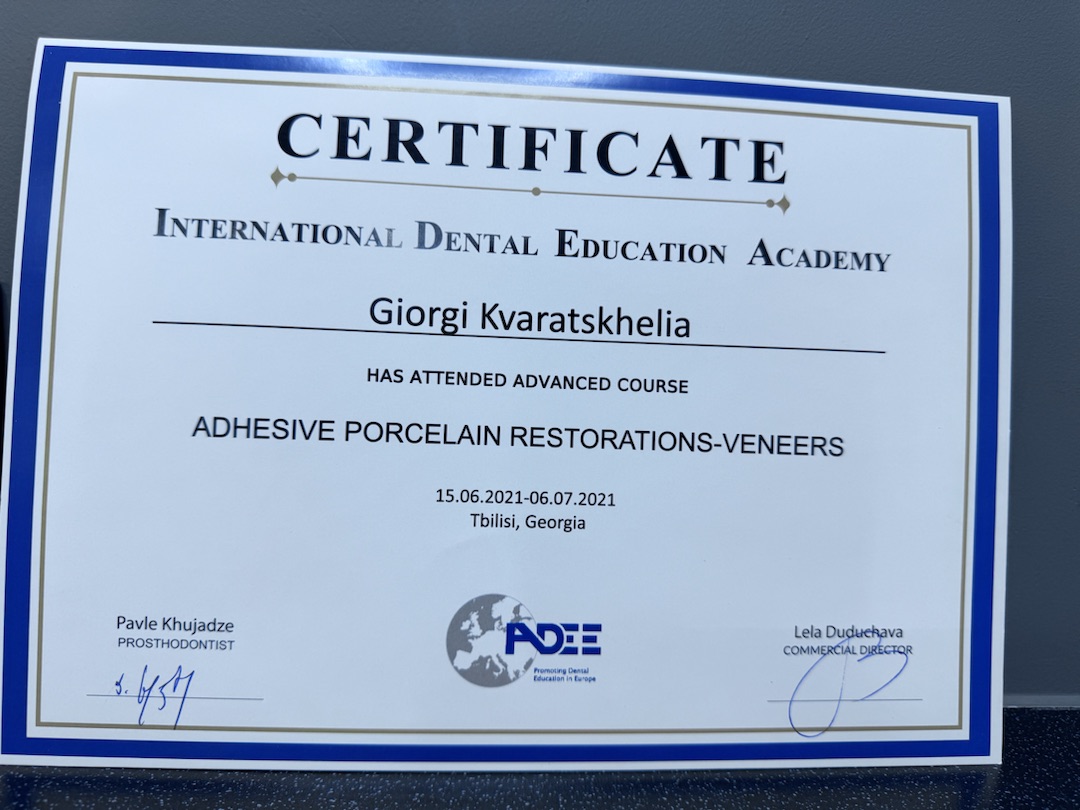 CERTIFICATE
INTERNATIONAL DENTAL EDUCATION ACADEMY
Giorgi Kvaratskhelia
HAS ATTENDED ADVANCED COURSE
ADHESIVE PORCELAIN RESTORATIONS-VENEERS
15.06.2021-06.07.2021
Tbilisi, Georgia
Pavle Khujadze
PROSTHODONTIST
ADEE
Promoting Dental
Education in Europe
Lela Duduchava
COMMERCIAL DIRECTOR